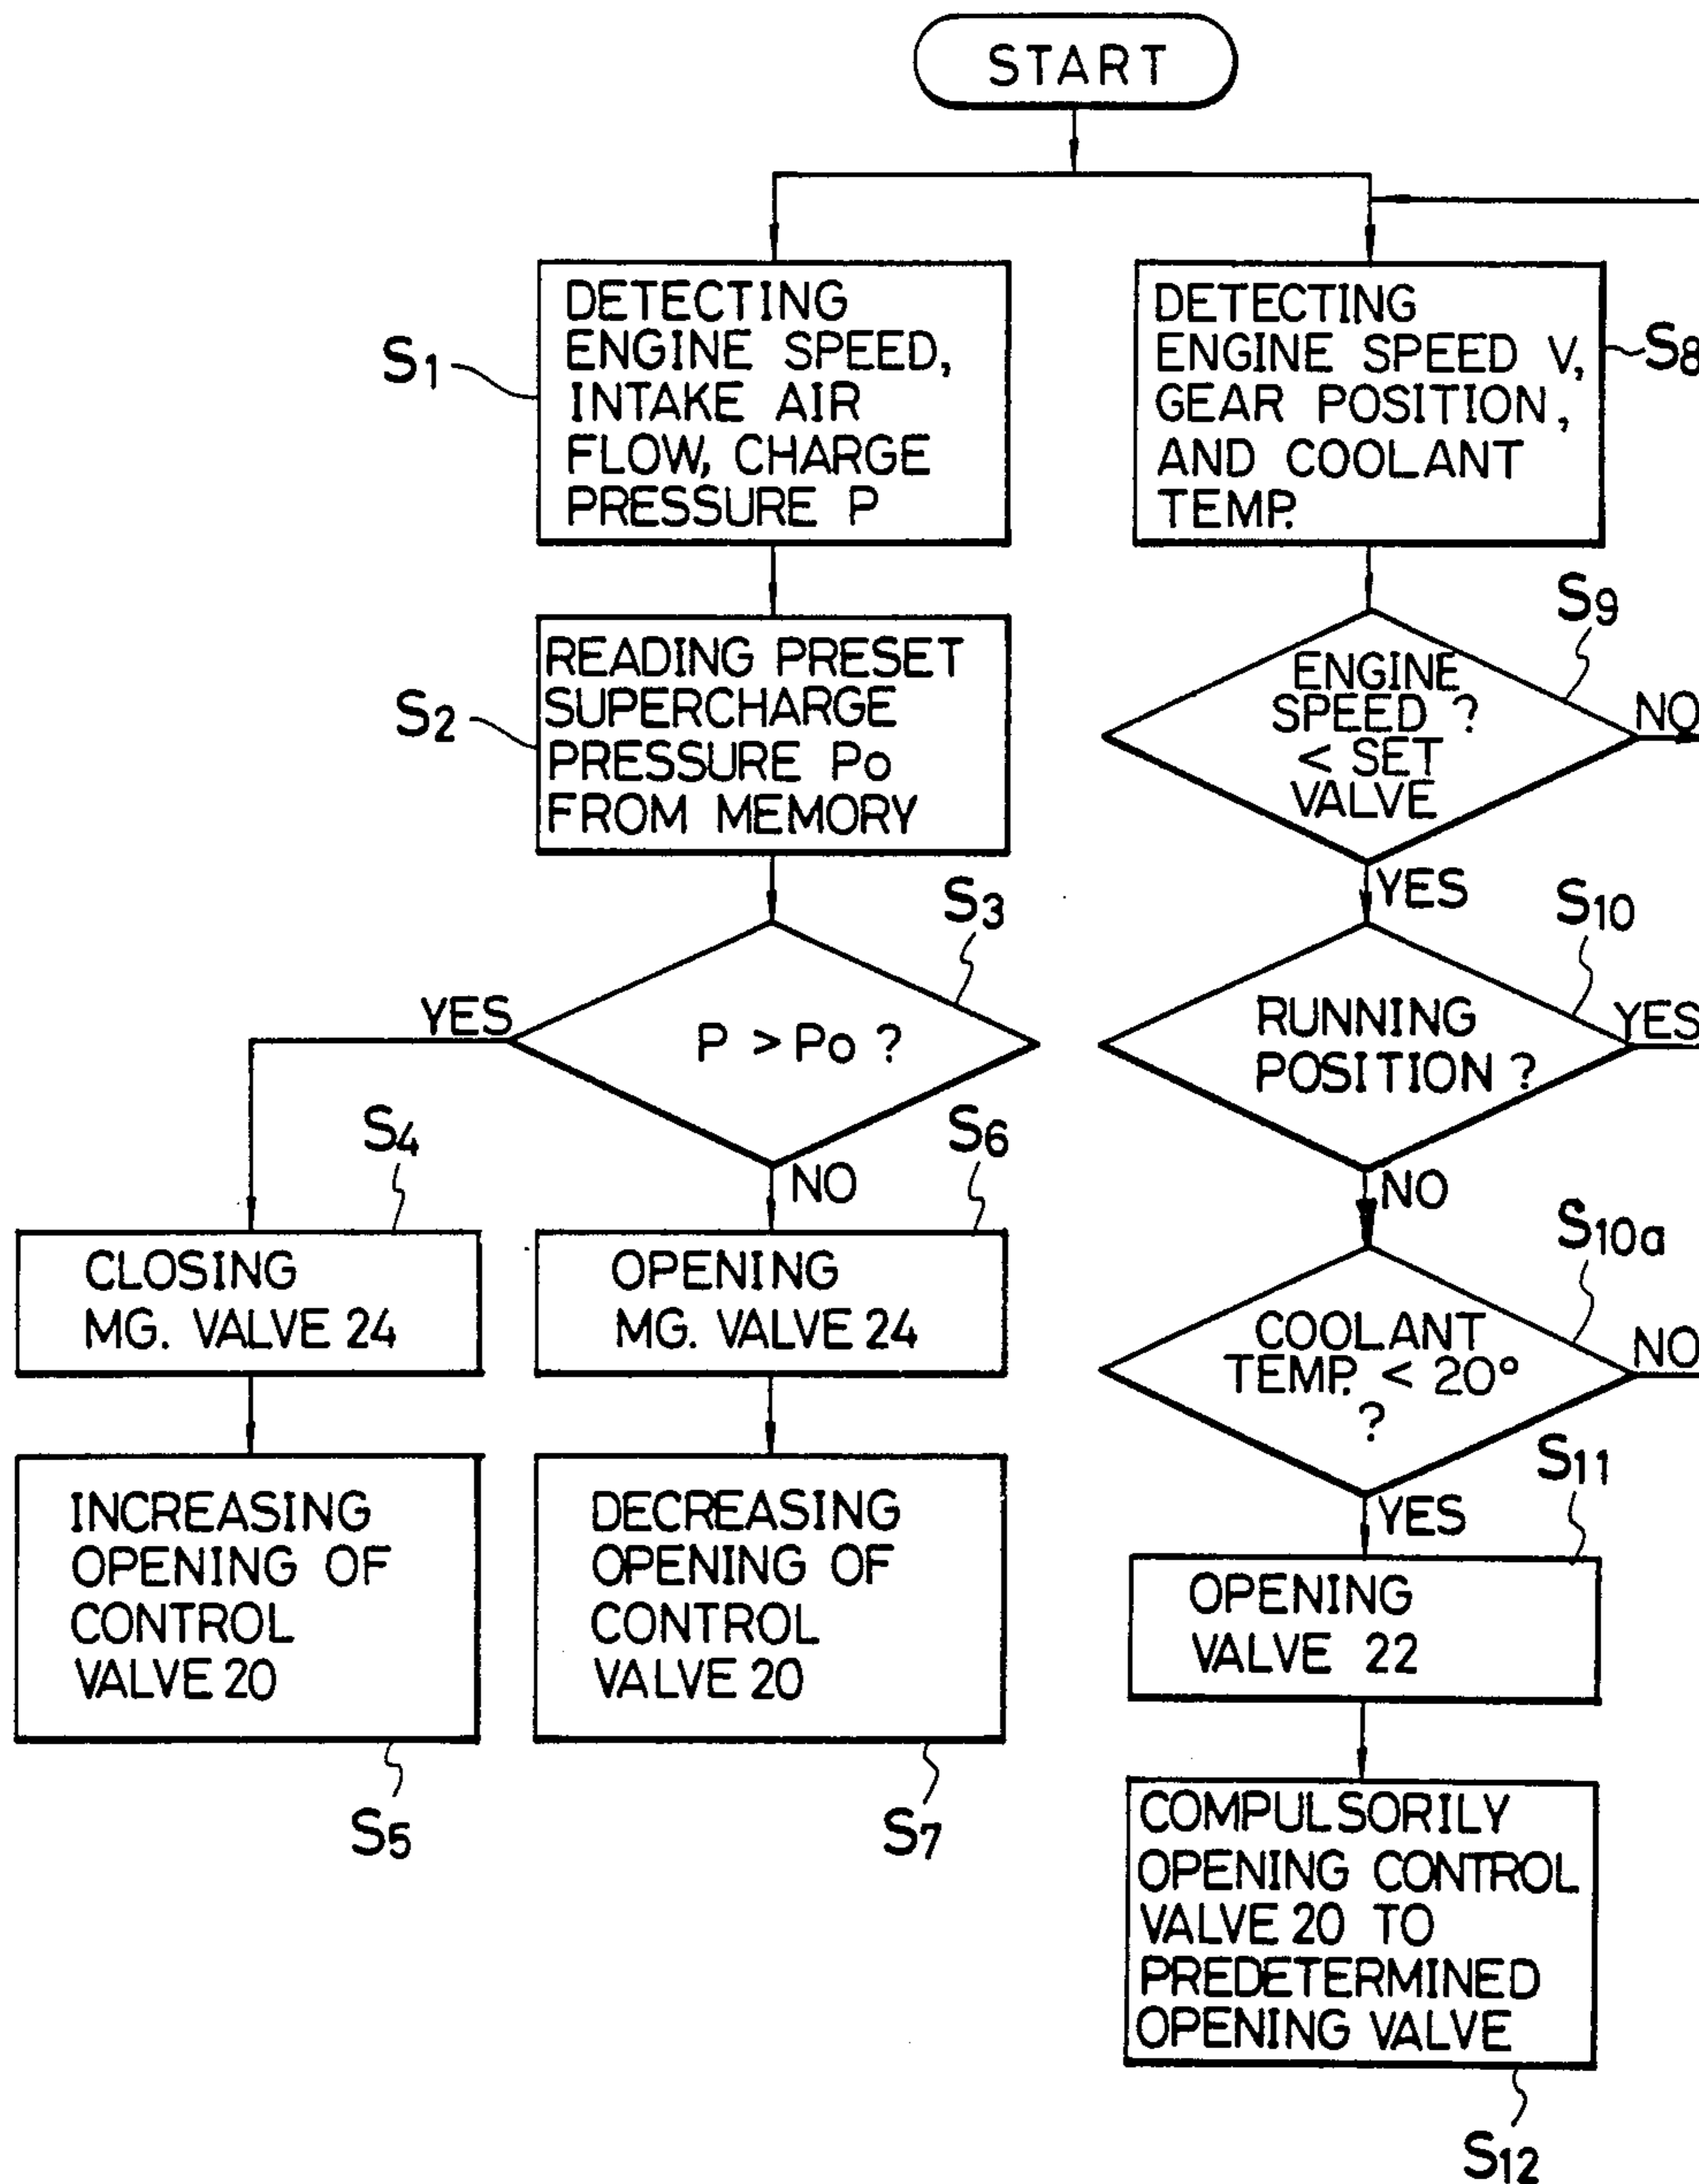 START
S1
DETECTING
ENGINE SPEED,
INTAKE AIR
FLOW, CHARGE
PRESSURE P
DETECTING
ENGINE SPEED V,
GEAR POSITION,
AND COOLANT
TEMP.
S8
S2
READING PRESET
SUPERCHARGE
PRESSURE Po
FROM MEMORY
S9
ENGINE
SPEED ?
< SET
VALVE
NO
YES
S3
P > Po ?
YES
NO
S10
RUNNING
POSITION ?
YES
NO
S4
CLOSING
MG. VALVE 24
S6
OPENING
MG. VALVE 24
S10a
COOLANT
TEMP. < 20°
?
NO
YES
INCREASING
OPENING OF
CONTROL
VALVE 20
S5
DECREASING
OPENING OF
CONTROL
VALVE 20
S7
S11
OPENING
VALVE 22
COMPULSORILY
OPENING CONTROL
VALVE 20 TO
PREDETERMINED
OPENING VALVE
S12